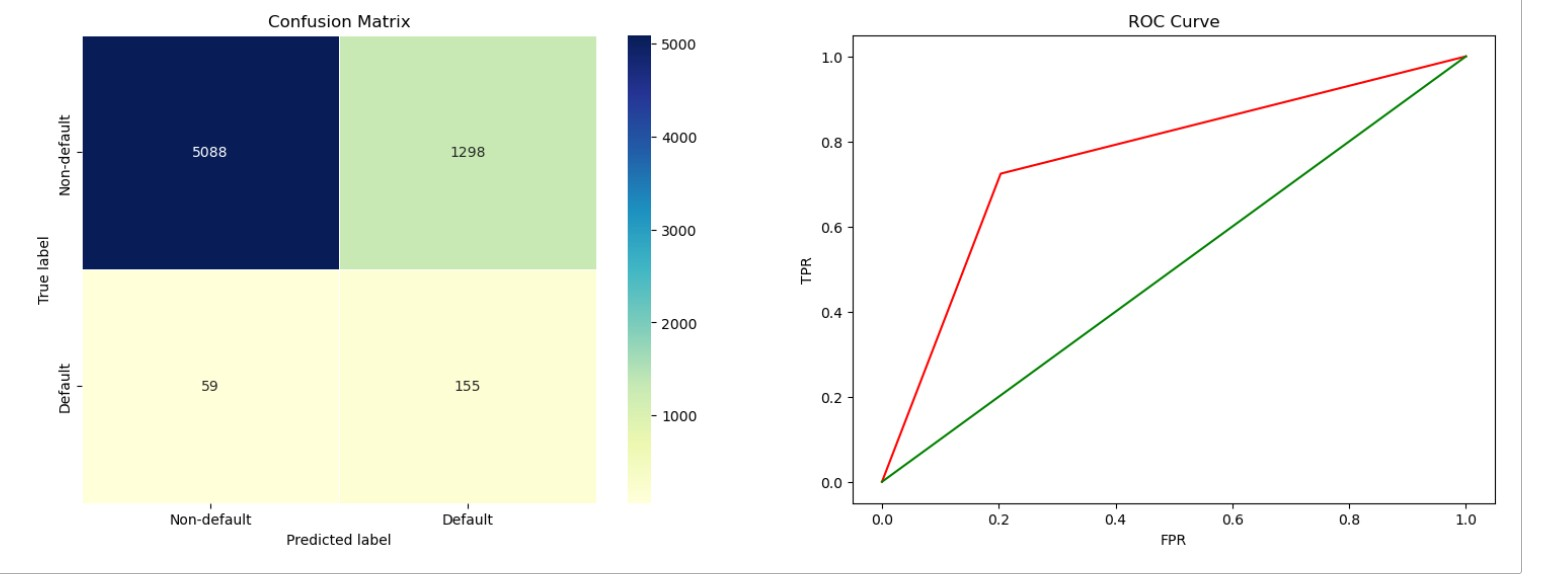 Confusion Matrix
Non-default
Default
True label
5088
1298
59
155
Non-default
Default
Predicted label
5000
4000
3000
2000
1000
ROC Curve
1.0
0.8
0.6
0.4
0.2
0.0
TPR
0.0
0.2
0.4
0.6
0.8
1.0
FPR